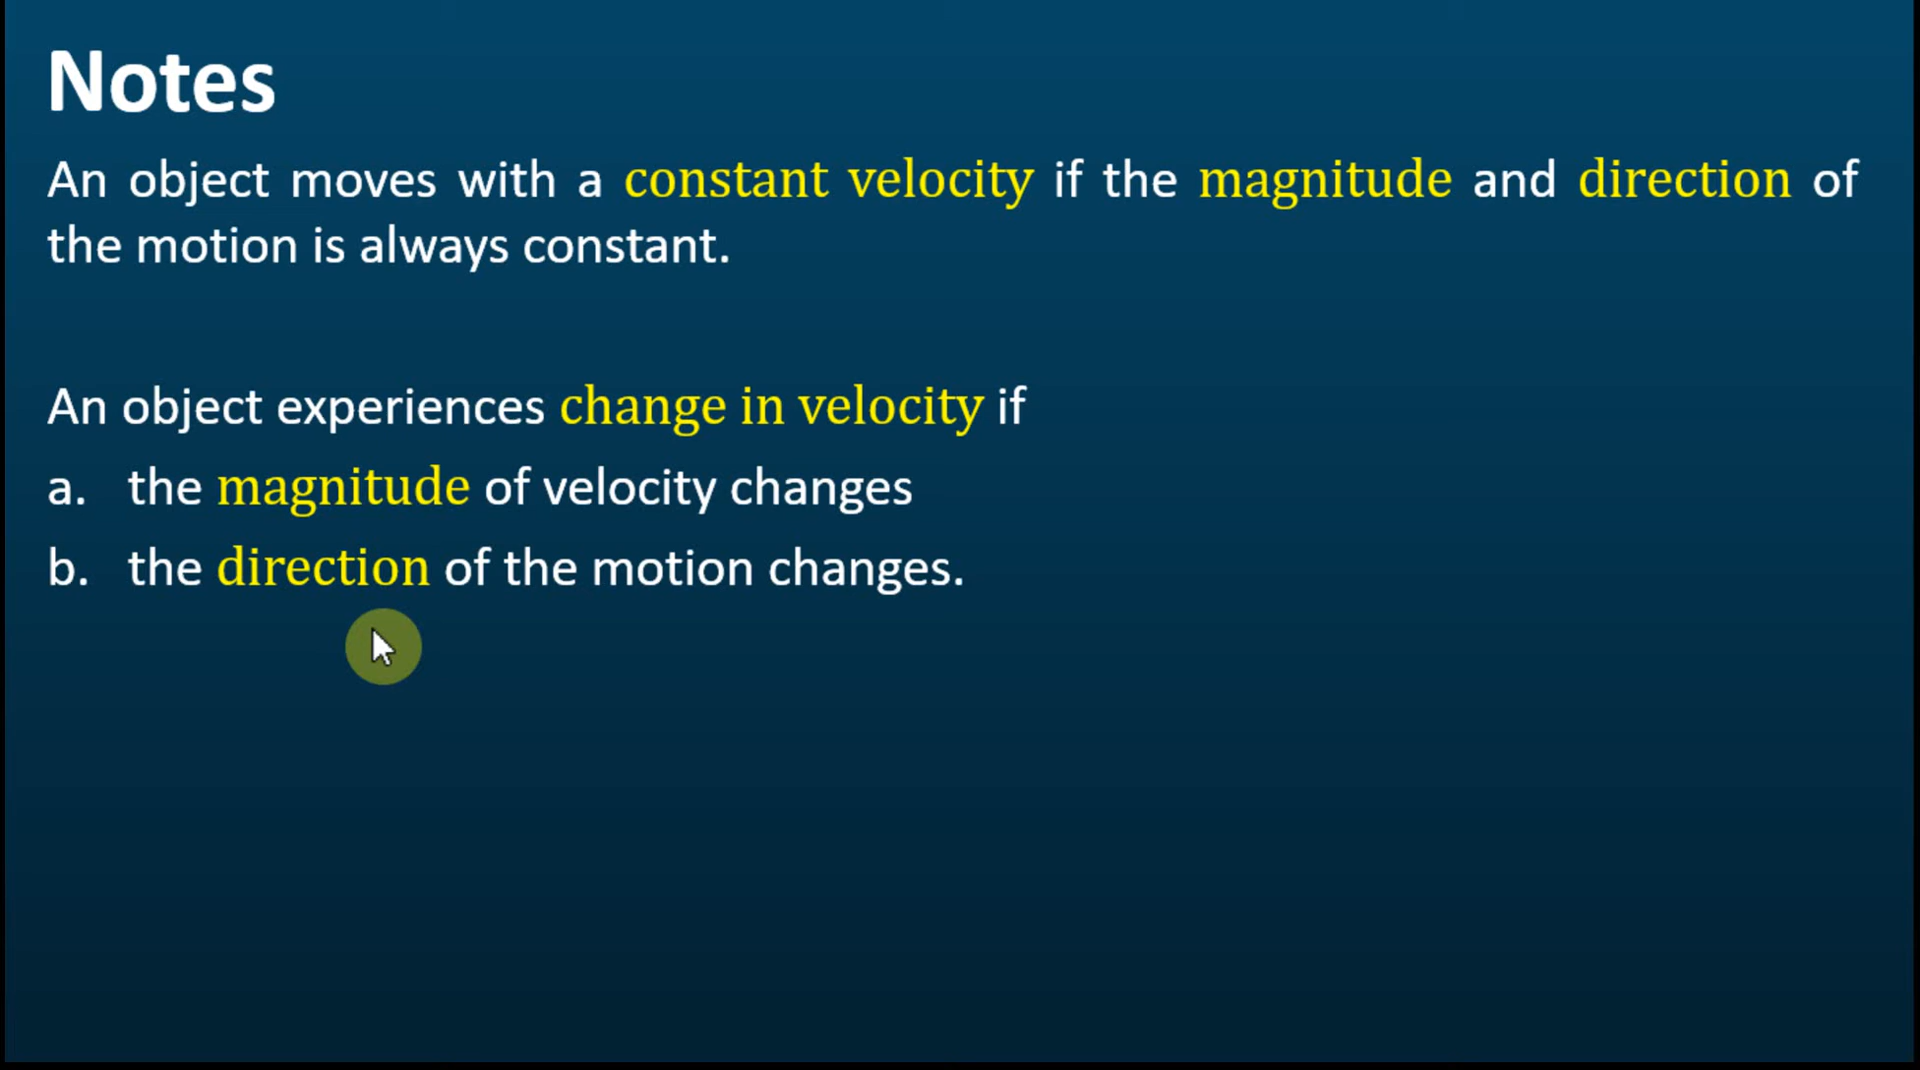 Notes
An object moves with a constant velocity if the magnitude and direction of
the motion is always constant.
An object experiences change in velocity if
a. the magnitude of velocity changes
b. the direction of the motion changes.